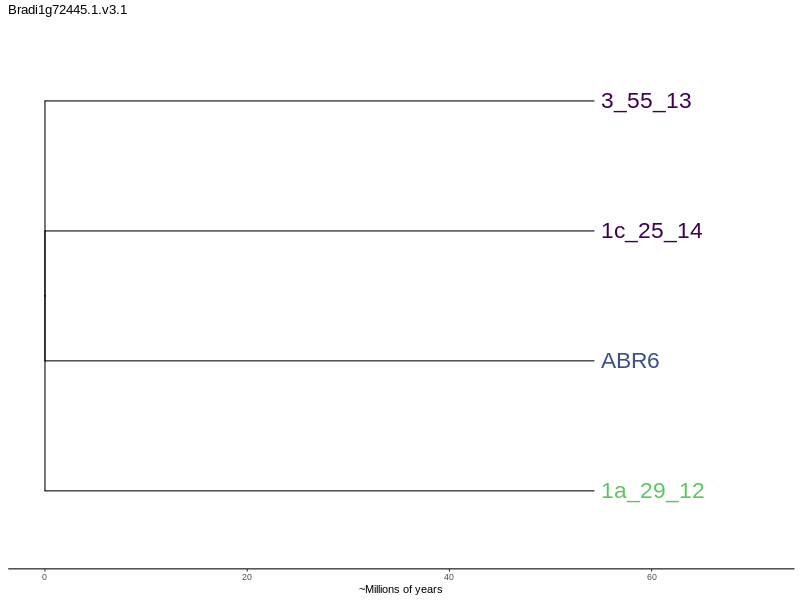 Bradi1g72445.1.v3.1
3_55_13
1c_25_14
ABR6
1a_29_12
0 20 40 60
~Millions of years